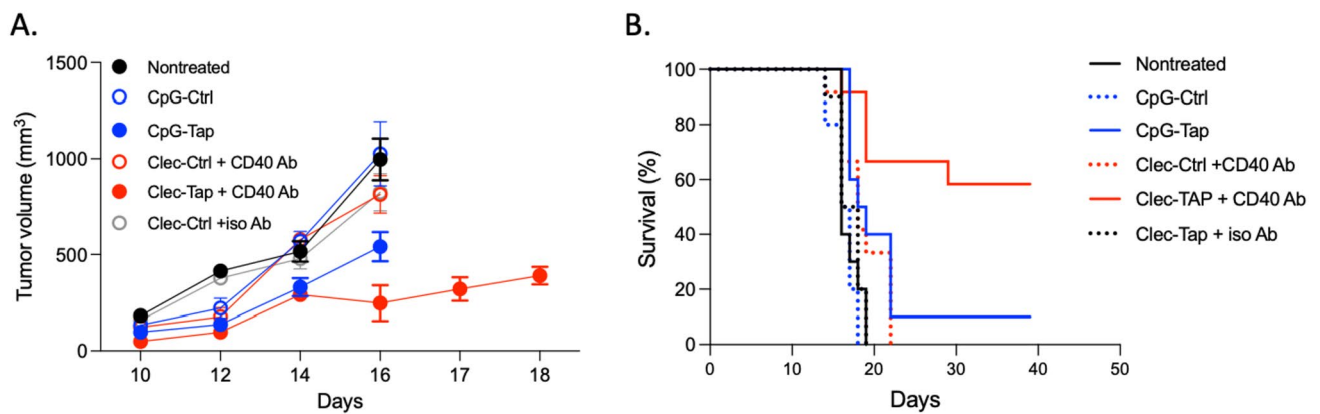 A.
1500
1000
500
0
Tumor volume (mm³)
10 12 14 16 17 18
Days
Nontreated
CpG-Ctrl
CpG-Tap
Clec-Ctrl + CD40 Ab
Clec-Tap + CD40 Ab
Clec-Ctrl +iso Ab
B.
100
80
60
40
20
0
Survival (%)
0 10 20 30 40 50
Days
Nontreated
CpG-Ctrl
CpG-Tap
Clec-Ctrl +CD40 Ab
Clec-TAP + CD40 Ab
Clec-Tap + iso Ab